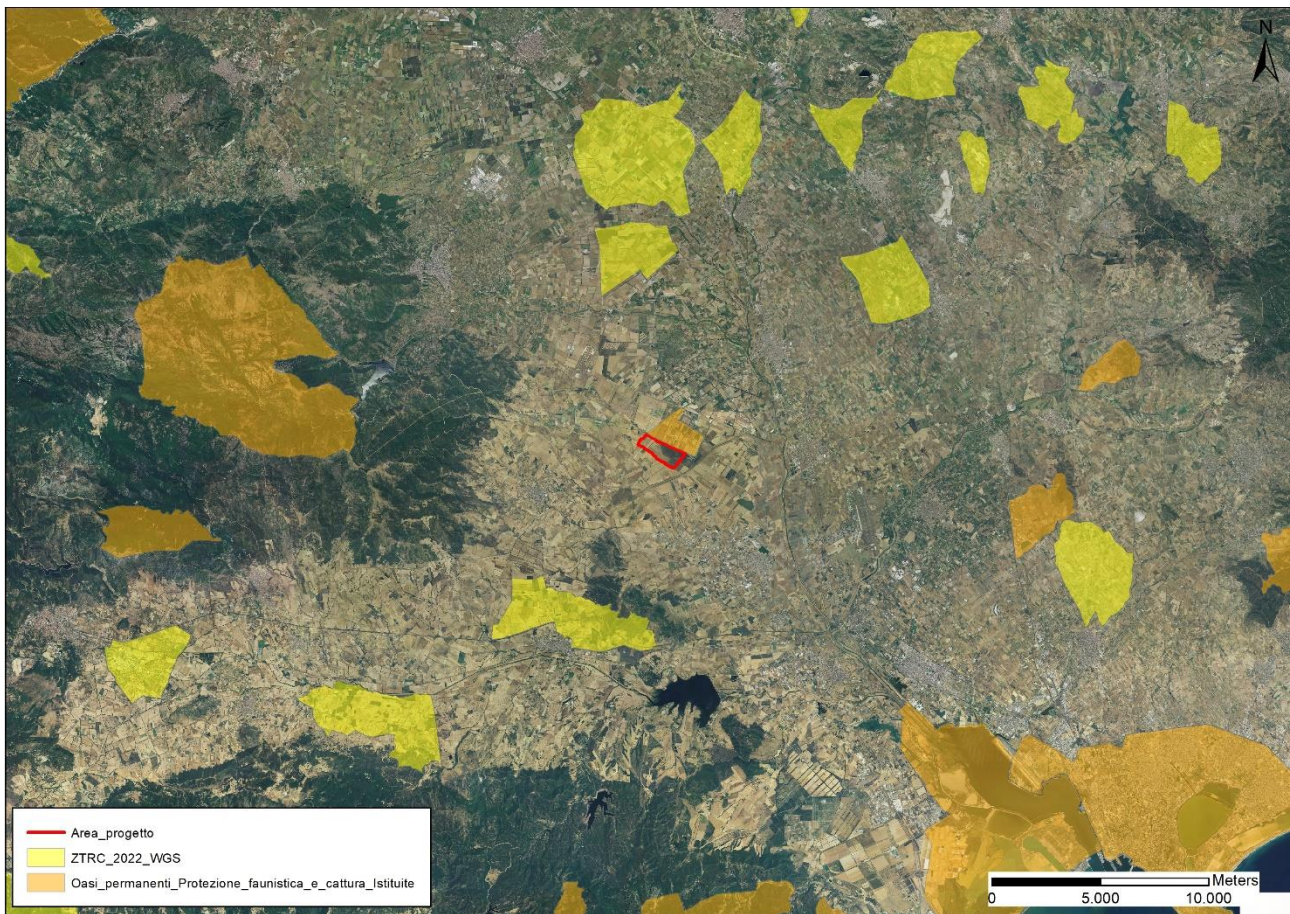 N
Area_progetto
ZTRC_2022_WGS
Oasi_permanenti_Protezione_faunistica_e_cattura_Istituite
Meters
0 5.000 10.000